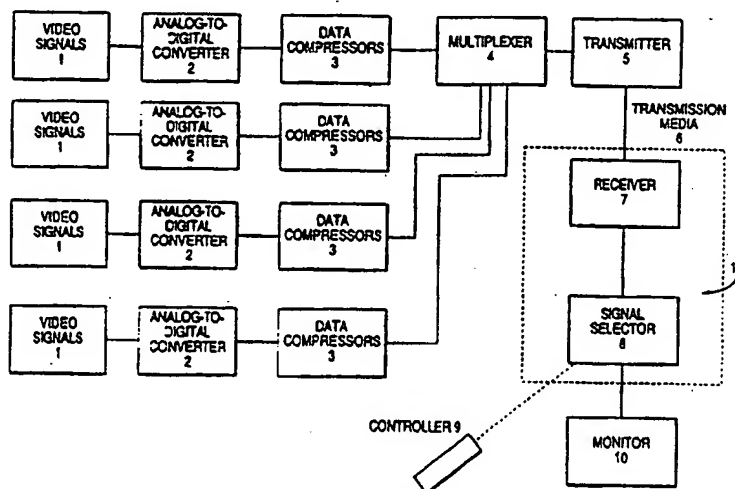 VIDEO
SIGNALS
1
ANALOG-TO-
DIGITAL
CONVERTER
2
DATA
COMPRESSORS
3
MULTIPLEXER
4
TRANSMITTER
5
VIDEO
SIGNALS
1
ANALOG-TO-
DIGITAL
CONVERTER
2
DATA
COMPRESSORS
3
TRANSMISSION
MEDIA
6
RECEIVER
7
VIDEO
SIGNALS
1
ANALOG-TO-
DIGITAL
CONVERTER
2
DATA
COMPRESSORS
3
VIDEO
SIGNALS
1
ANALOG-TO-
DIGITAL
CONVERTER
2
DATA
COMPRESSORS
3
SIGNAL
SELECTOR
8
CONTROLLER 9
MONITOR
10